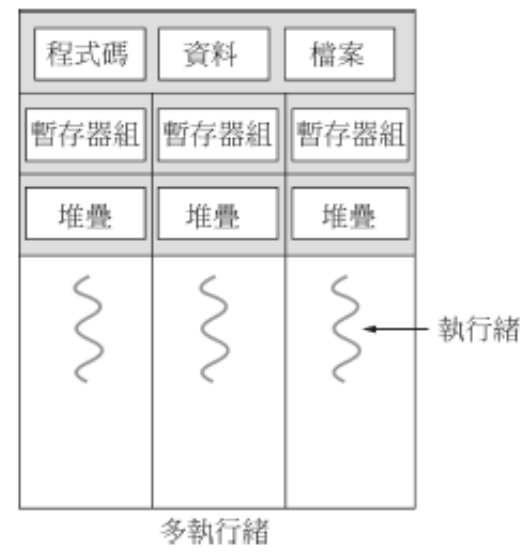 程式碼 資料 檔案
暫存器組 暫存器組 暫存器組
堆疊 堆疊 堆疊
執行緒
多執行緒